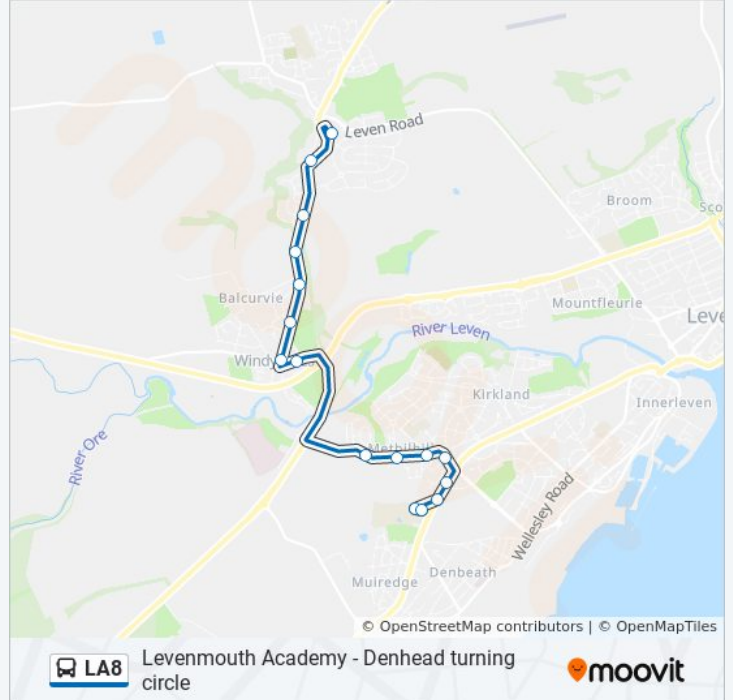 Leven Road
Broom
Sco
Balcurvie
Mountfleurie
Leve
River Leven
Windy
Kirkland
Innerleven
River Ore
Methilhill
Wellesley Road
Denbeath
Muiredge
© OpenStreetMap contributors | © OpenMapTiles
LA8
Levenmouth Academy - Denhead turning
circle
moovit